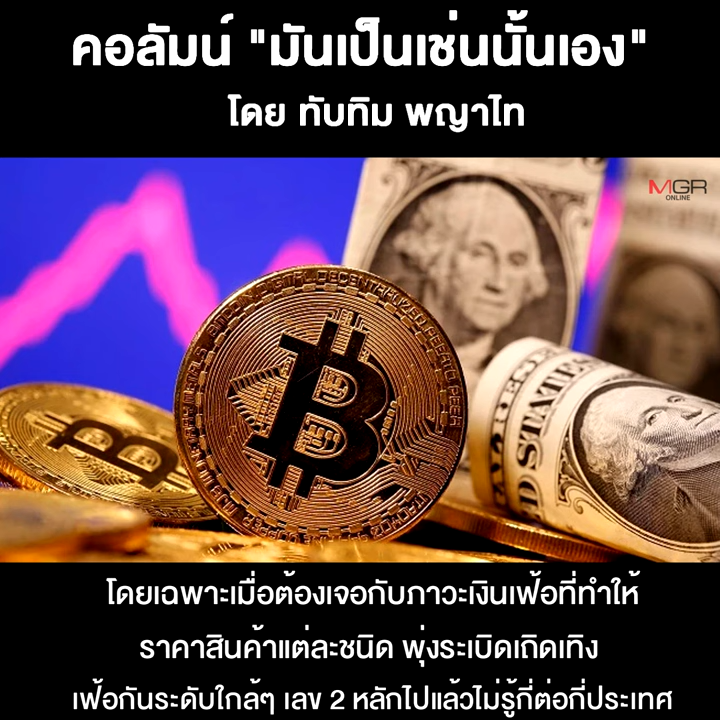 คอลัมน์ "มันเป็นเช่นนั้นเอง"
โดย ทับทิม พญาไท
MGR
ONLINE
โดยเฉพาะเมื่อต้องเจอกับภาวะเงินเฟ้อที่ทำให้
ราคาสินค้าแต่ละชนิด พุ่งระเบิดเถิดเทิง
เฟ้อกันระดับใกล้ๆ เลข 2 หลักไปแล้วไม่รู้กี่ต่อกี่ประเทศ